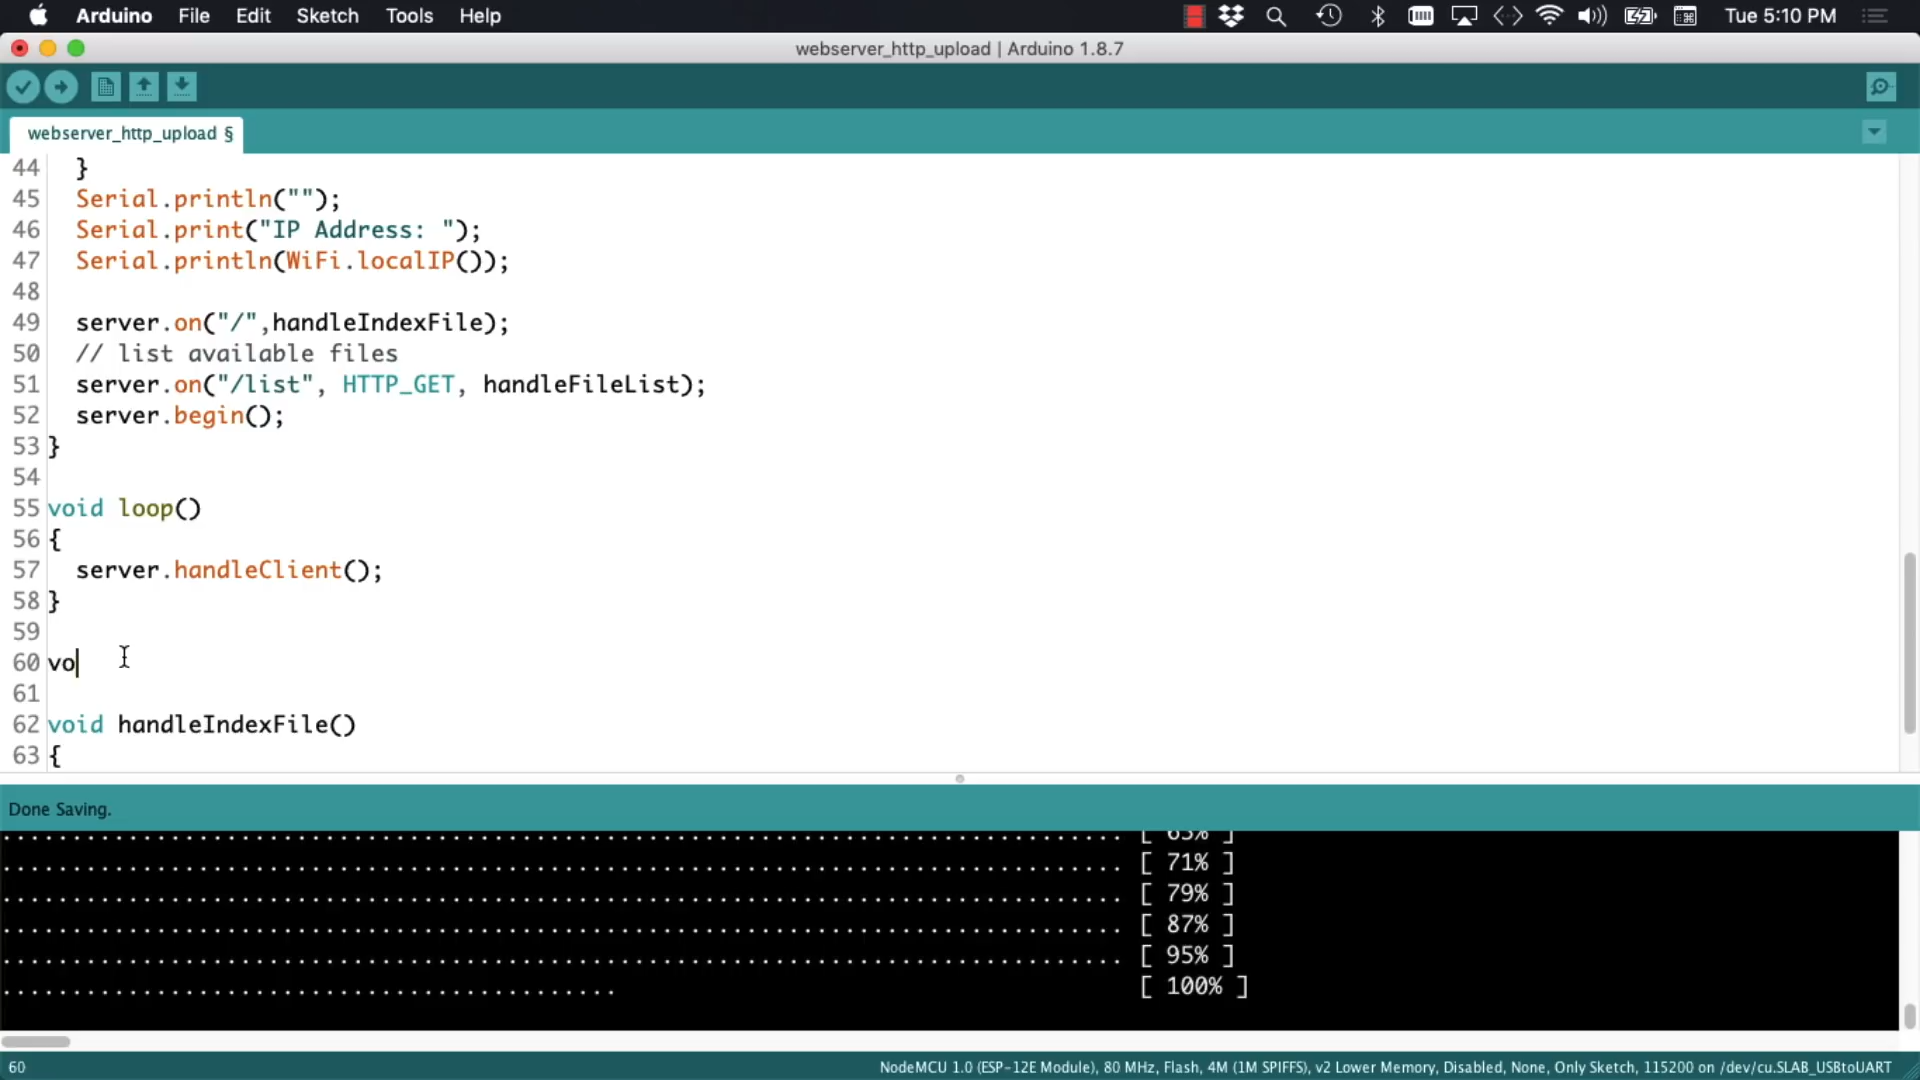 Arduino File Edit Sketch Tools Help Tue 5:10 PM
webserver_http_upload | Arduino 1.8.7
webserver_http_upload §
44 }
45 Serial.println("");
46 Serial.print("IP Address: ");
47 Serial.println(WiFi.localIP());
48
49 server.on("/",handleIndexFile);
50 // list available files
51 server.on("/list", HTTP_GET, handleFileList);
52 server.begin();
53 }
54
55 void loop()
56 {
57 server.handleClient();
58 }
59
60 vo
61
62 void handleIndexFile()
63 {
Done Saving.
................................................................................ [ 63% ]
................................................................................ [ 71% ]
................................................................................ [ 79% ]
................................................................................ [ 87% ]
................................................................................ [ 95% ]
............................................ [ 100% ]
60 NodeMCU 1.0 (ESP-12E Module), 80 MHz, Flash, 4M (1M SPIFFS), v2 Lower Memory, Disabled, None, Only Sketch, 115200 on /dev/cu.SLAB_USBtoUART